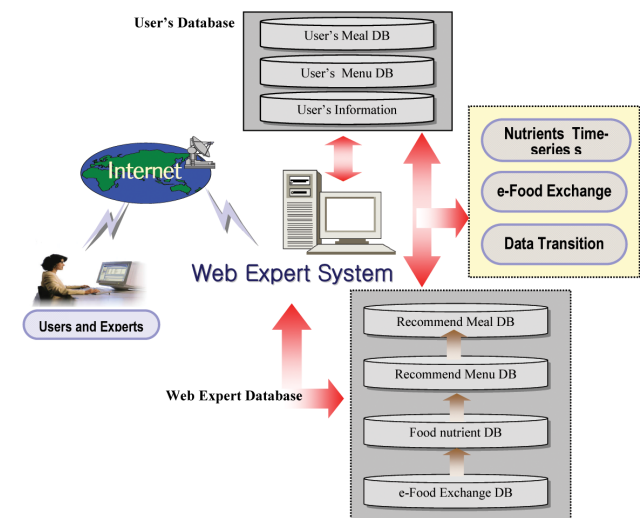 User's Database
User's Meal DB
User's Menu DB
User's Information
Nutrients Time-
series s
e-Food Exchange
Data Transition
Internet
Web Expert System
Users and Experts
Web Expert Database
Recommend Meal DB
Recommend Menu DB
Food nutrient DB
e-Food Exchange DB